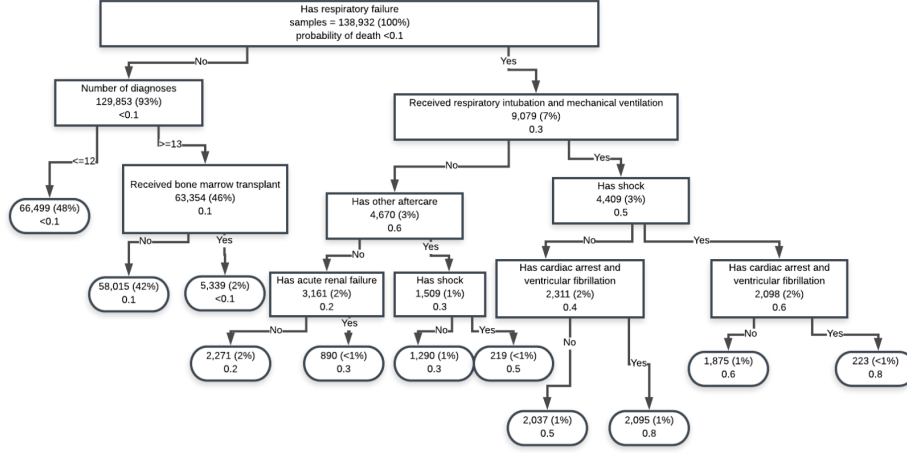 Has respiratory failure
samples = 138,932 (100%)
probability of death <0.1
No
Yes
Number of diagnoses
129,853 (93%)
<0.1
Received respiratory intubation and mechanical ventilation
9,079 (7%)
0.3
<=12
>=13
No
Yes
Received bone marrow transplant
63,354 (46%)
0.1
Has other aftercare
4,670 (3%)
0.6
Has shock
4,409 (3%)
0.5
66,499 (48%)
<0.1
No
Yes
No
Yes
No
Yes
58,015 (42%)
0.1
5,339 (2%)
<0.1
Has acute renal failure
3,161 (2%)
0.2
Has shock
1,509 (1%)
0.3
Has cardiac arrest and
ventricular fibrillation
2,311 (2%)
0.4
Has cardiac arrest and
ventricular fibrillation
2,098 (2%)
0.6
No
Yes
No
Yes
No
Yes
No
Yes
2,271 (2%)
0.2
890 (<1%)
0.3
1,290 (1%)
0.3
219 (<1%)
0.5
1,875 (1%)
0.6
223 (<1%)
0.8
2,037 (1%)
0.5
2,095 (1%)
0.8